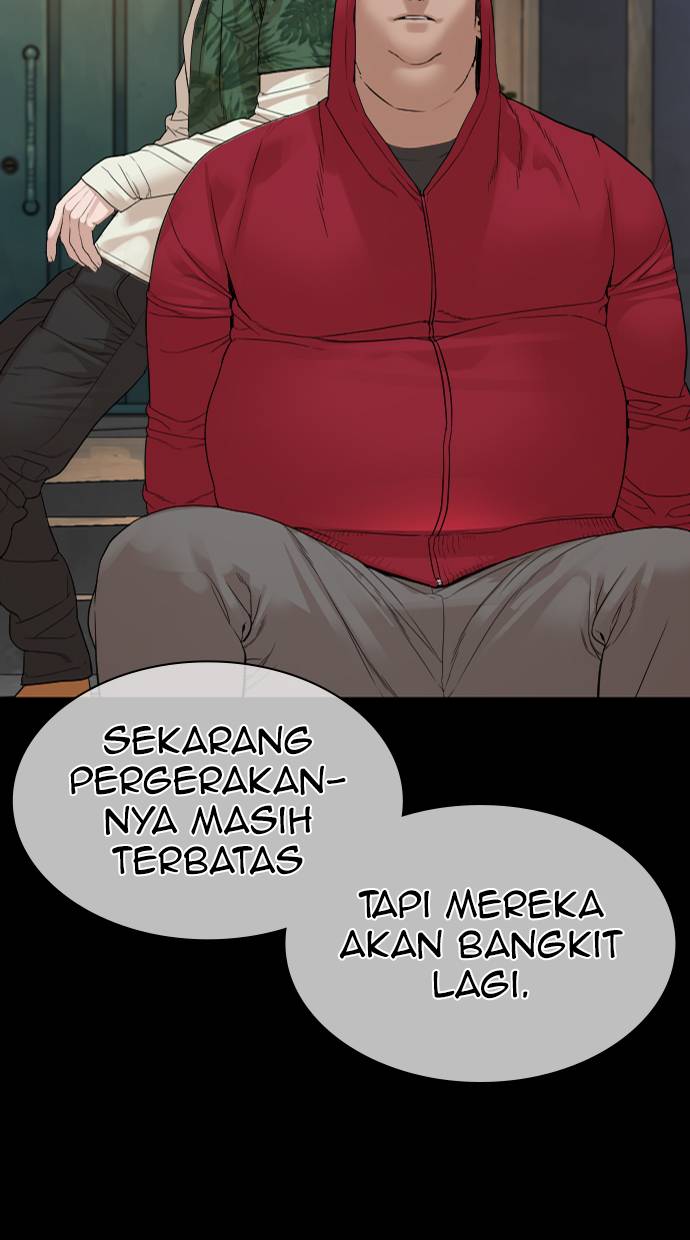 SEKARANG
PERGERAKAN-
NYA MASIH
TERBATAS
TAPI MEREKA
AKAN BANGKIT
LAGI.